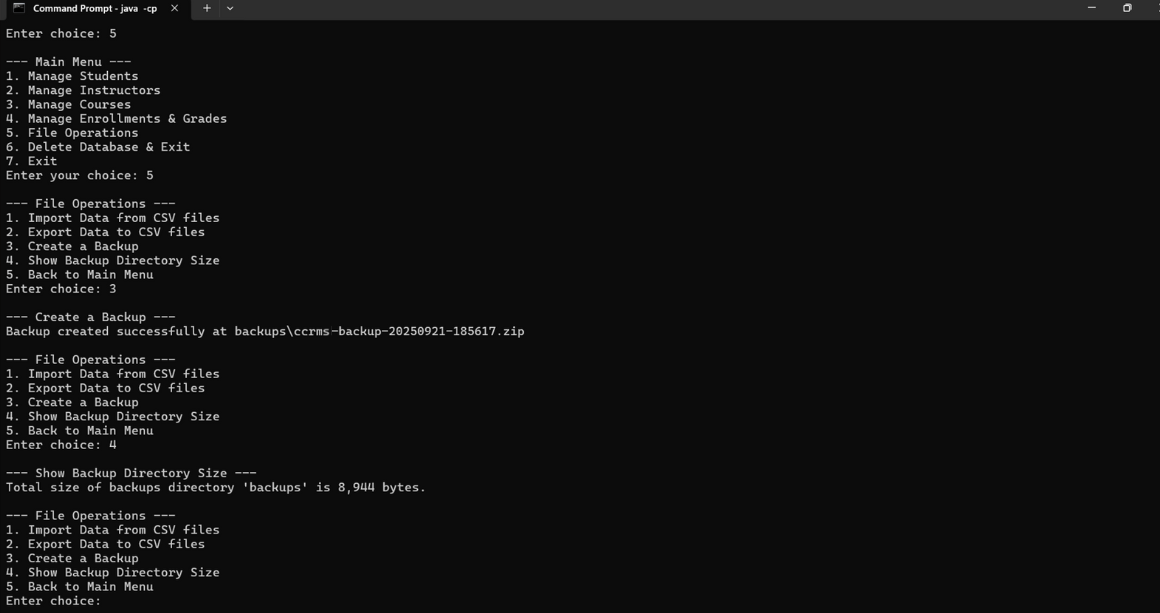 Command Prompt - java -cp
Enter choice: 5
--- Main Menu ---
1. Manage Students
2. Manage Instructors
3. Manage Courses
4. Manage Enrollments & Grades
5. File Operations
6. Delete Database & Exit
7. Exit
Enter your choice: 5
--- File Operations ---
1. Import Data from CSV files
2. Export Data to CSV files
3. Create a Backup
4. Show Backup Directory Size
5. Back to Main Menu
Enter choice: 3
--- Create a Backup ---
Backup created successfully at backups\ccrms-backup-20250921-185617.zip
--- File Operations ---
1. Import Data from CSV files
2. Export Data to CSV files
3. Create a Backup
4. Show Backup Directory Size
5. Back to Main Menu
Enter choice: 4
--- Show Backup Directory Size ---
Total size of backups directory 'backups' is 8,944 bytes.
--- File Operations ---
1. Import Data from CSV files
2. Export Data to CSV files
3. Create a Backup
4. Show Backup Directory Size
5. Back to Main Menu
Enter choice: